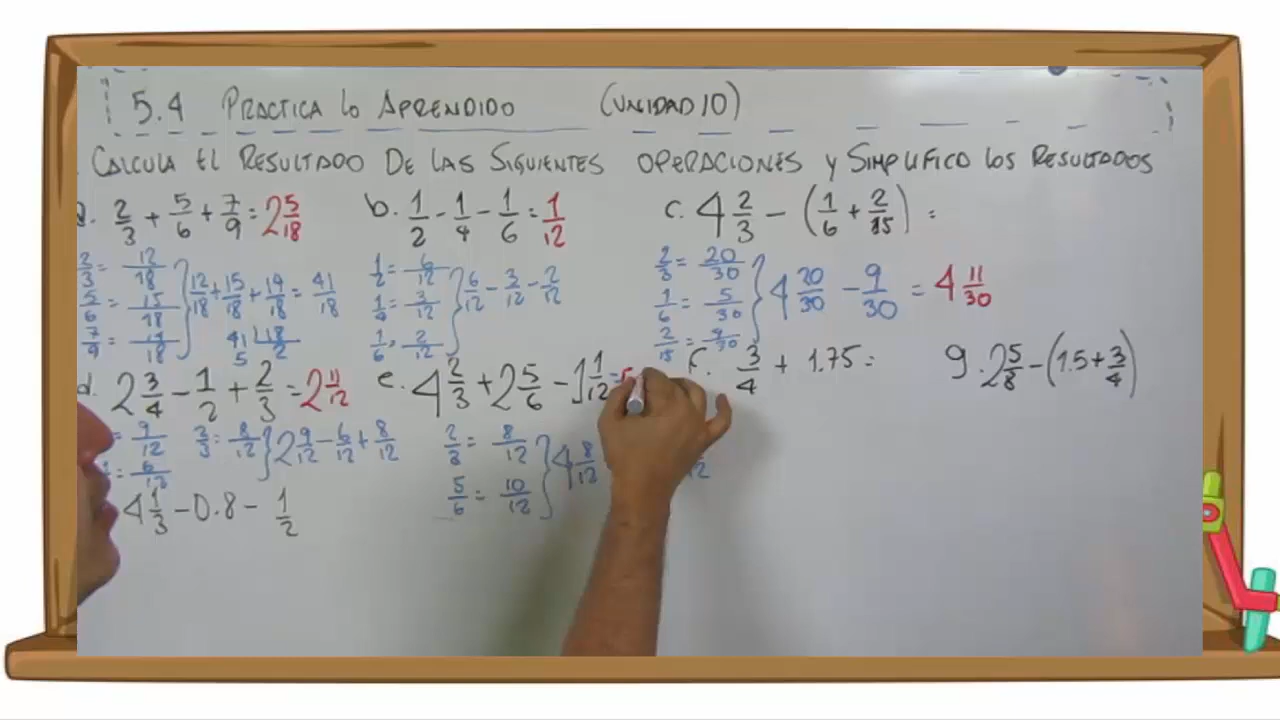 5.4 PRACTICA lo APRENDIDO (UNIDAD 10)
CALCULA El RESULTADO DE LAS SIGUIENTES OPERACIONES y SIMPLIFICO los RESULTADOS
a. 2/3 + 5/6 + 7/9 = 2 5/18
b. 1/2 - 1/4 - 1/6 = 1/12
c. 4 2/3 - (1/6 + 2/15) =
2/3 = 12/18
5/6 = 15/18
7/9 = 14/18
12/18 + 15/18 + 14/18 = 41/18
41 18
5 2
1/2 = 6/12
1/4 = 3/12
1/6 = 2/12
6/12 - 3/12 - 2/12
2/3 = 20/30
1/6 = 5/30
2/15 = 4/30
4 20/30 - 9/30 = 4 11/30
d. 2 3/4 - 1/2 + 2/3 = 2 11/12
e. 4 2/3 + 2 5/6 - 1 1/12 =
f. 3/4 + 1.75 =
g. 2 5/8 - (1.5 + 3/4)
= 9/12
= 6/12
2/3 = 8/12
2 9/12 - 6/12 + 8/12
2/3 = 8/12
5/6 = 10/12
4 8/12
4 1/3 - 0.8 - 1/2